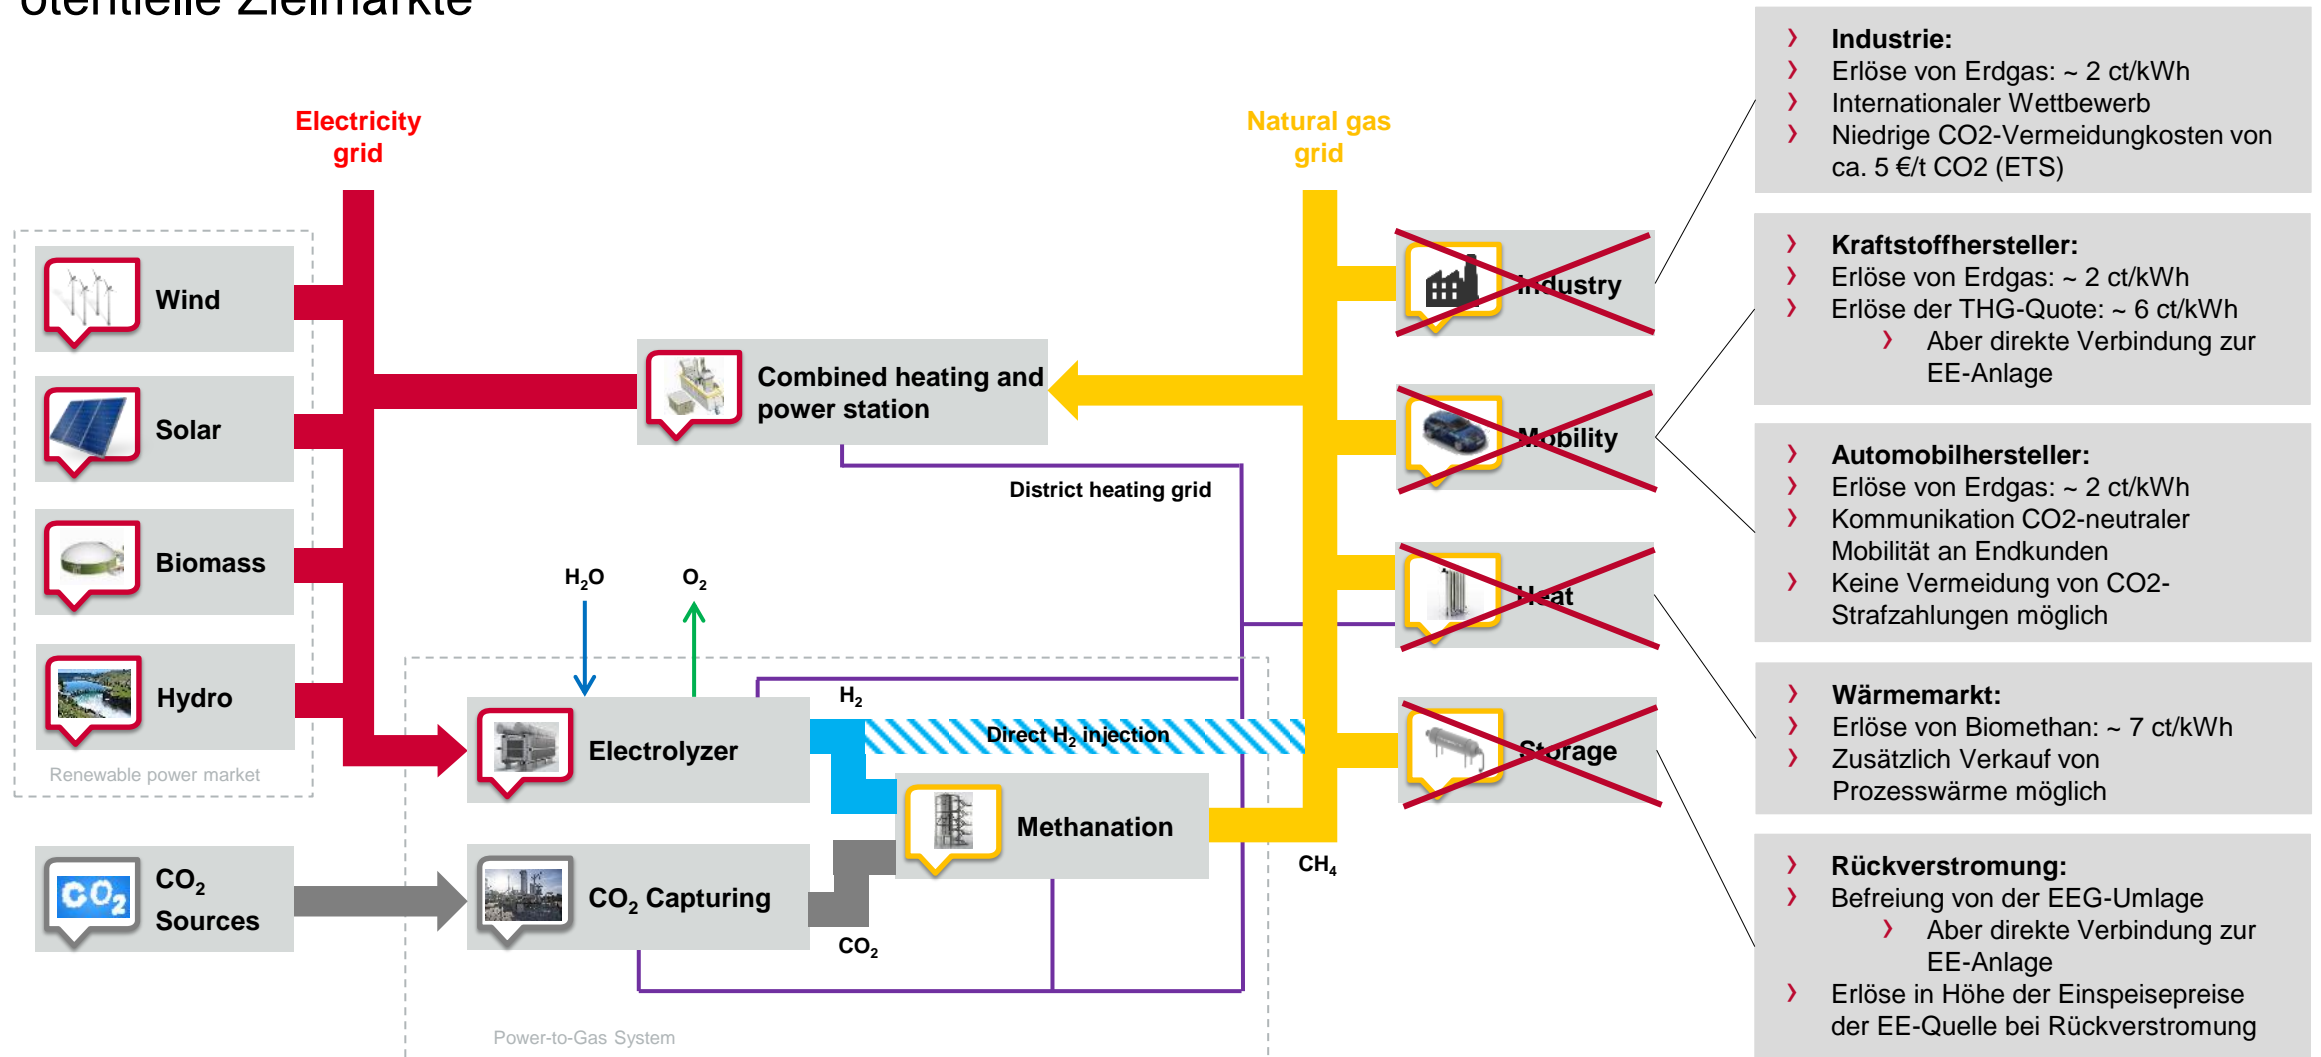 otentielle Zielmärkte
Electricity
grid
Natural gas
grid
Wind
Solar
Biomass
Hydro
Renewable power market
CO2
Sources
CO2
Combined heating and
power station
District heating grid
H2O
O2
H2
Electrolyzer
Direct H2 injection
Methanation
CO2 Capturing
CO2
CH4
Power-to-Gas System
Industry
Mobility
Heat
Storage
› Industrie:
› Erlöse von Erdgas: ~ 2 ct/kWh
› Internationaler Wettbewerb
› Niedrige CO2-Vermeidungkosten von
ca. 5 €/t CO2 (ETS)
› Kraftstoffhersteller:
› Erlöse von Erdgas: ~ 2 ct/kWh
› Erlöse der THG-Quote: ~ 6 ct/kWh
› Aber direkte Verbindung zur
EE-Anlage
› Automobilhersteller:
› Erlöse von Erdgas: ~ 2 ct/kWh
› Kommunikation CO2-neutraler
Mobilität an Endkunden
› Keine Vermeidung von CO2-
Strafzahlungen möglich
› Wärmemarkt:
› Erlöse von Biomethan: ~ 7 ct/kWh
› Zusätzlich Verkauf von
Prozesswärme möglich
› Rückverstromung:
› Befreiung von der EEG-Umlage
› Aber direkte Verbindung zur
EE-Anlage
› Erlöse in Höhe der Einspeisepreise
der EE-Quelle bei Rückverstromung